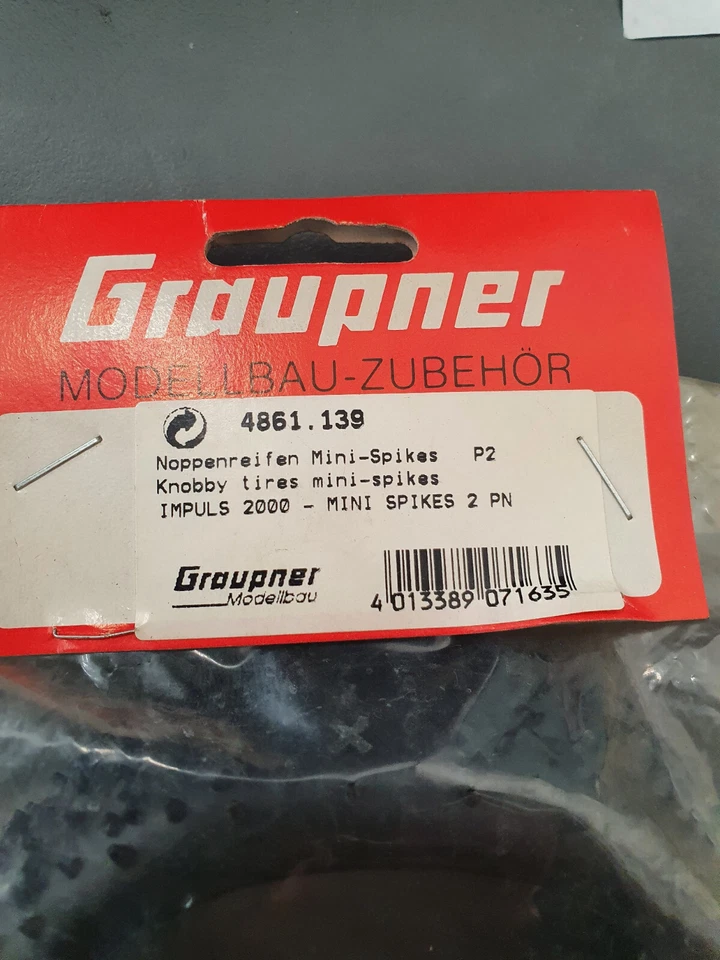 Graupner
MODELLBAU-ZUBEHÖR
4861.139
Noppenreifen Mini-Spikes P2
Knobby tires mini-spikes
IMPULS 2000 - MINI SPIKES 2 PN
Graupner
Modellbau
4 013389 071635